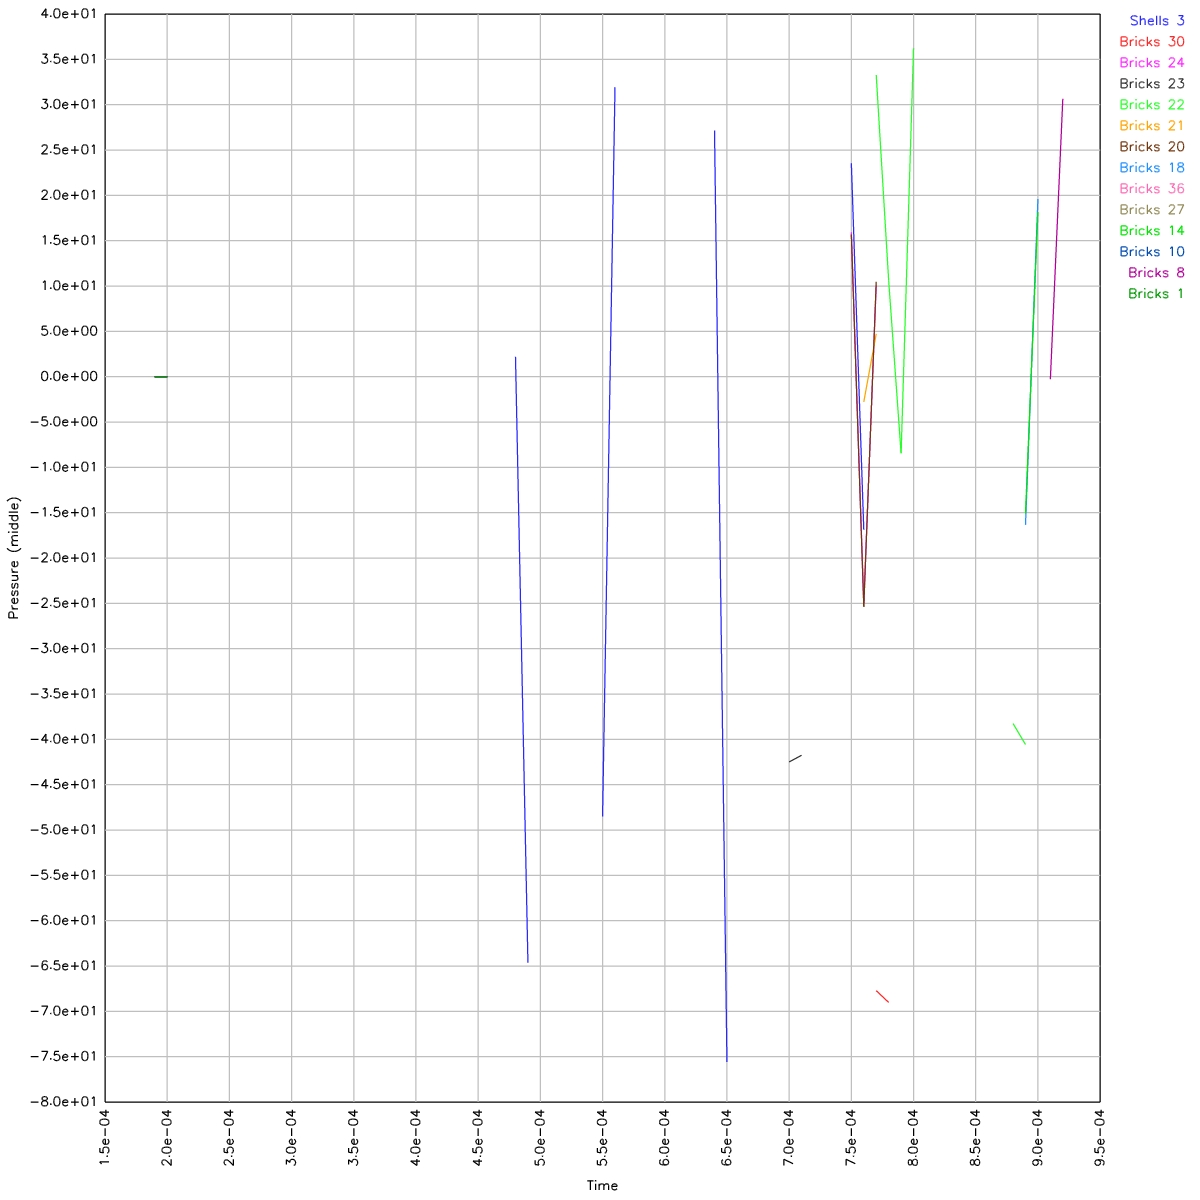 4.0e+01
3.5e+01
3.0e+01
2.5e+01
2.0e+01
1.5e+01
1.0e+01
5.0e+00
0.0e+00
−5.0e+00
−1.0e+01
−1.5e+01
−2.0e+01
−2.5e+01
−3.0e+01
−3.5e+01
−4.0e+01
−4.5e+01
−5.0e+01
−5.5e+01
−6.0e+01
−6.5e+01
−7.0e+01
−7.5e+01
−8.0e+01
Pressure (middle)
1.5e−04
2.0e−04
2.5e−04
3.0e−04
3.5e−04
4.0e−04
4.5e−04
5.0e−04
5.5e−04
6.0e−04
6.5e−04
7.0e−04
7.5e−04
8.0e−04
8.5e−04
9.0e−04
9.5e−04
Time
Shells 3
Bricks 30
Bricks 24
Bricks 23
Bricks 22
Bricks 21
Bricks 20
Bricks 18
Bricks 36
Bricks 27
Bricks 14
Bricks 10
Bricks 8
Bricks 1